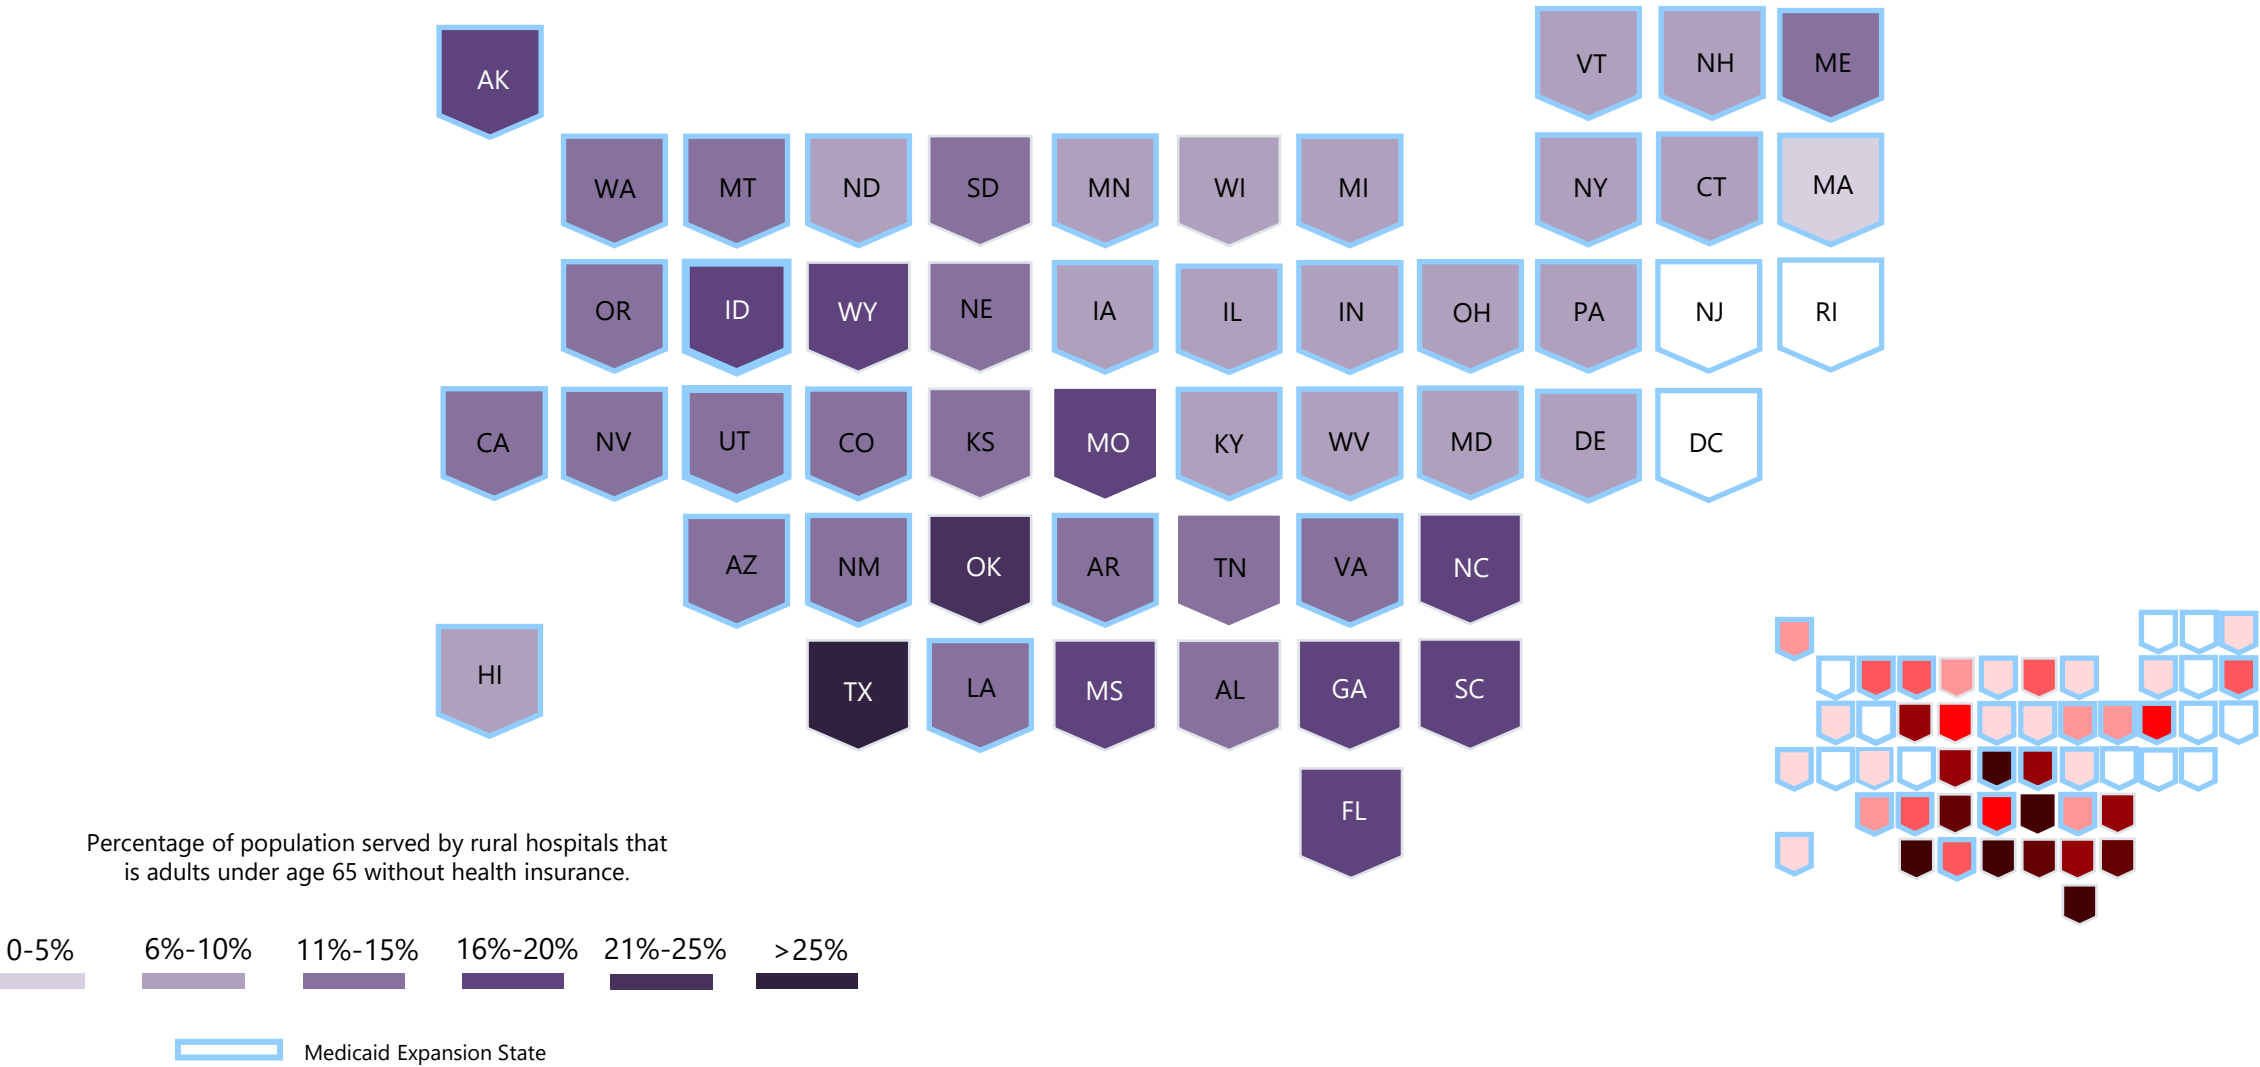 AK
VT
NH
ME
WA
MT
ND
SD
MN
WI
MI
NY
CT
MA
OR
ID
WY
NE
IA
IL
IN
OH
PA
NJ
RI
CA
NV
UT
CO
KS
MO
KY
WV
MD
DE
DC
AZ
NM
OK
AR
TN
VA
NC
HI
TX
LA
MS
AL
GA
SC
FL
Percentage of population served by rural hospitals that
is adults under age 65 without health insurance.
0-5%
6%-10%
11%-15%
16%-20%
21%-25%
>25%
Medicaid Expansion State